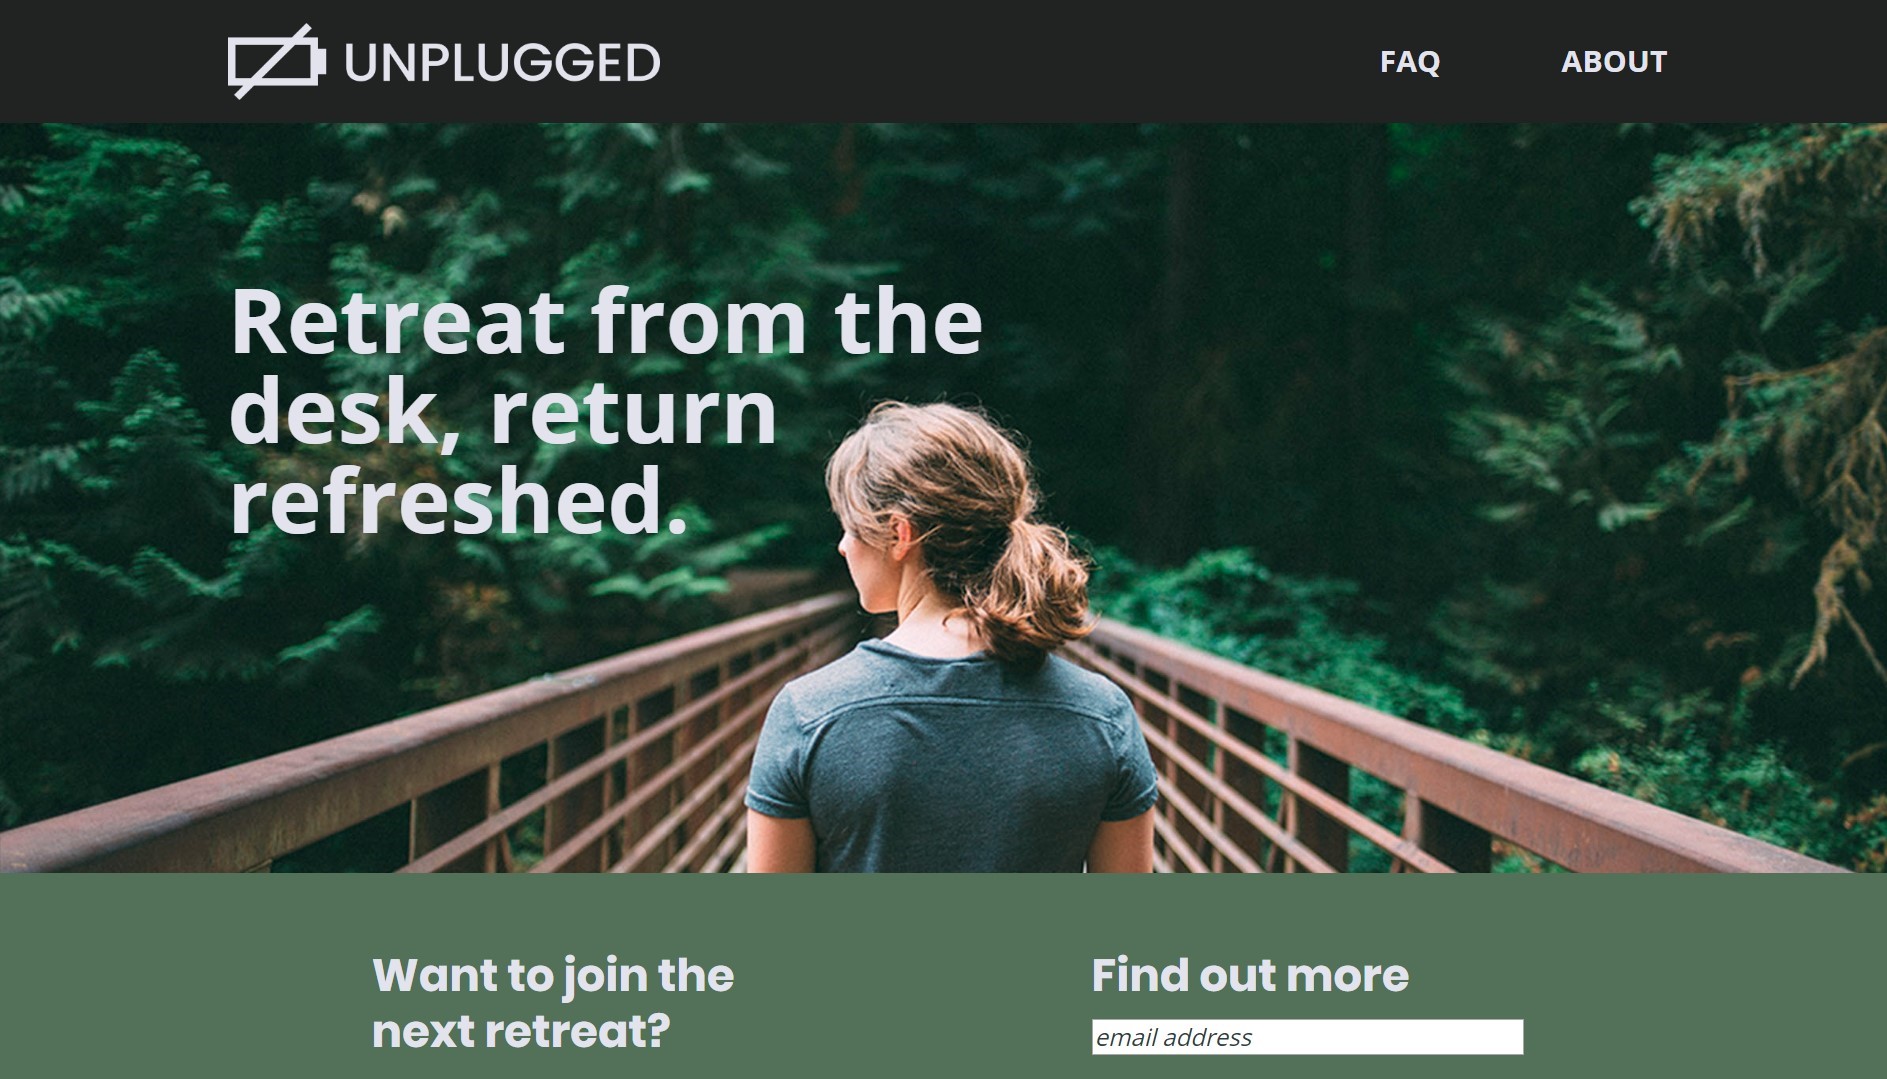 UNPLUGGED
FAQ
ABOUT
Retreat from the
desk, return
refreshed.
Want to join the
next retreat?
Find out more
email address